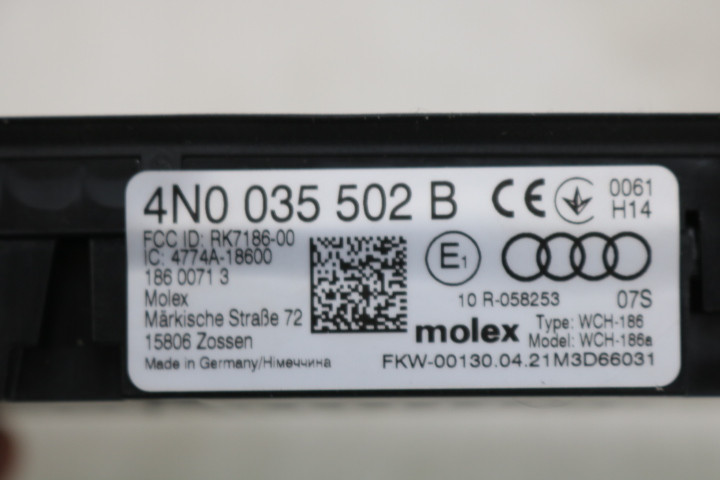 4N0 035 502 B CE 0061
H14
FCC ID: RK7186-00
IC: 4774A-18600
186 0071 3
Molex
Märkische Straße 72
15806 Zossen
Made in Germany/Німеччина
E1
10 R-058253 07S
molex
Type: WCH-186
Model: WCH-186a
FKW-00130.04.21M3D66031